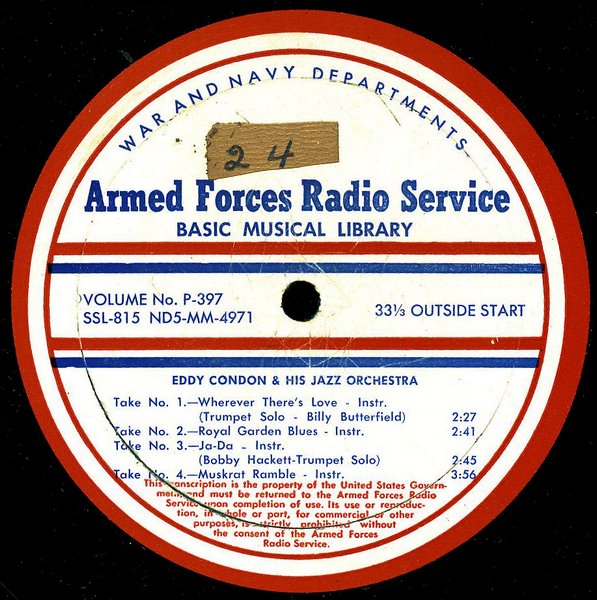 WAR AND NAVY DEPARTMENTS
24
Armed Forces Radio Service
BASIC MUSICAL LIBRARY
VOLUME No. P-397
SSL-815 ND5-MM-4971
33⅓ OUTSIDE START
EDDY CONDON & HIS JAZZ ORCHESTRA
Take No. 1.—Wherever There's Love - Instr.
(Trumpet Solo - Billy Butterfield) 2:27
Take No. 2.—Royal Garden Blues - Instr. 2:41
Take No. 3.—Ja-Da - Instr.
(Bobby Hackett-Trumpet Solo) 2:45
Take No. 4.—Muskrat Ramble - Instr. 3:56
This transcription is the property of the United States Govern-
ment and must be returned to the Armed Forces Radio
Service upon completion of use. Its use or reproduc-
tion, in whole or part, for commercial or other
purposes, is strictly prohibited without
the consent of the Armed Forces
Radio Service.